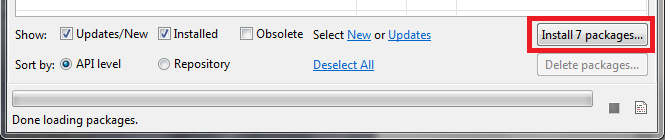 Show: Updates/New Installed Obsolete Select New or Updates Install 7 packages...
Sort by: API level Repository Deselect All Delete packages...
Done loading packages.